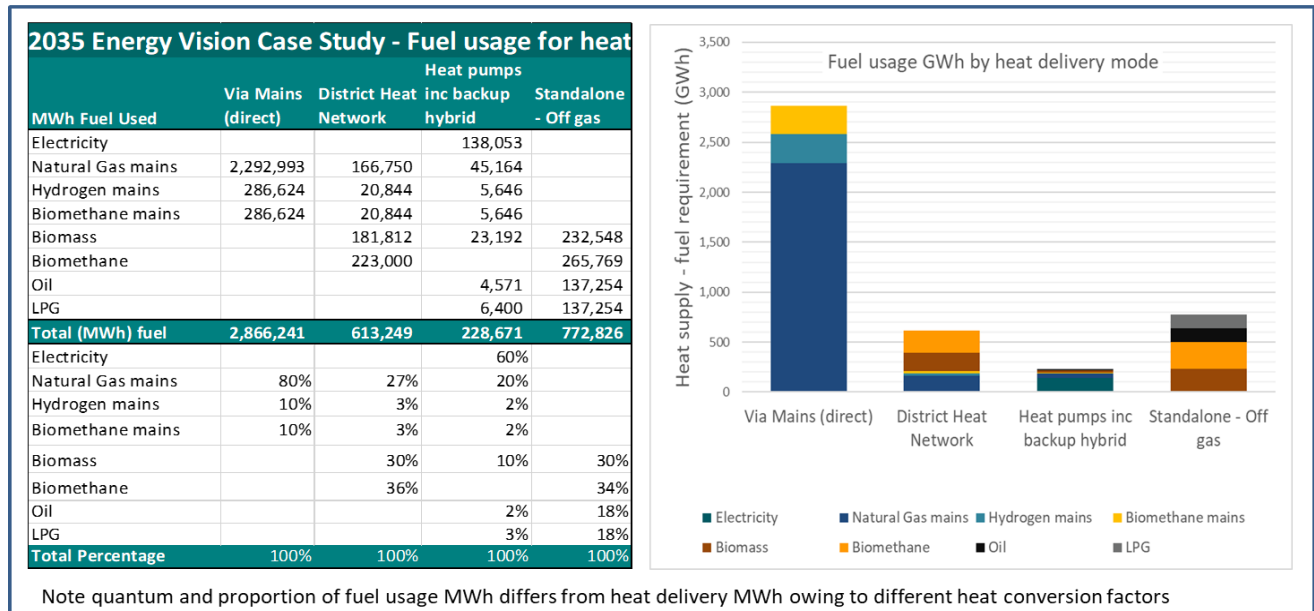 2035 Energy Vision Case Study - Fuel usage for heat
MWh Fuel Used Via Mains (direct) District Heat Network Heat pumps inc backup hybrid Standalone - Off gas
Electricity 138,053
Natural Gas mains 2,292,993 166,750 45,164
Hydrogen mains 286,624 20,844 5,646
Biomethane mains 286,624 20,844 5,646
Biomass 181,812 23,192 232,548
Biomethane 223,000 265,769
Oil 4,571 137,254
LPG 6,400 137,254
Total (MWh) fuel 2,866,241 613,249 228,671 772,826
Electricity 60%
Natural Gas mains 80% 27% 20%
Hydrogen mains 10% 3% 2%
Biomethane mains 10% 3% 2%
Biomass 30% 10% 30%
Biomethane 36% 34%
Oil 2% 18%
LPG 3% 18%
Total Percentage 100% 100% 100% 100%
Fuel usage GWh by heat delivery mode
Heat supply - fuel requirement (GWh)
3,500
3,000
2,500
2,000
1,500
1,000
500
0
Via Mains (direct)
District Heat Network
Heat pumps inc backup hybrid
Standalone - Off gas
Electricity Natural Gas mains Hydrogen mains Biomethane mains
Biomass Biomethane Oil LPG
Note quantum and proportion of fuel usage MWh differs from heat delivery MWh owing to different heat conversion factors